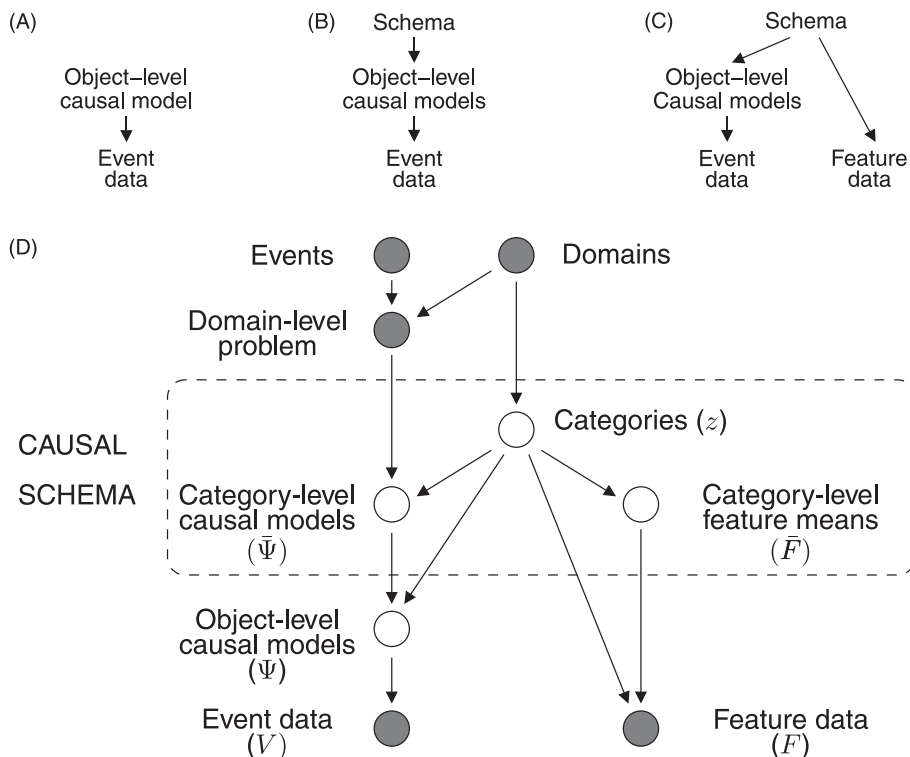 (A)
Object–level
causal model
Event
data
(B)
Schema
Object–level
causal models
Event
data
(C)
Schema
Object–level
Causal Models
Event
data
Feature
data
(D)
Events
Domains
Domain-level
problem
CAUSAL
SCHEMA
Categories (z)
Category-level
causal models
(Ψ̄)
Category-level
feature means
(F̄)
Object-level
causal models
(Ψ)
Event data
(V)
Feature data
(F)